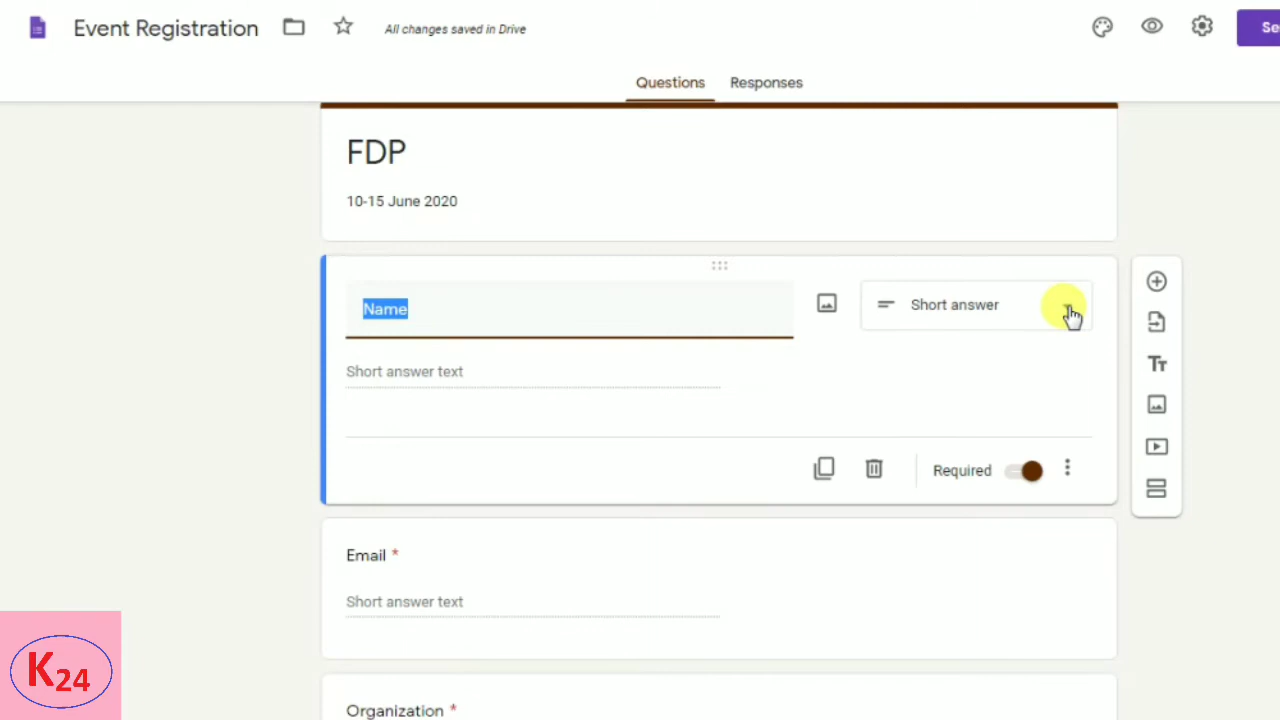 Event Registration
All changes saved in Drive
Se
Questions
Responses
FDP
10-15 June 2020
Name
Short answer
Short answer text
Required
Email *
Short answer text
Organization *
K24